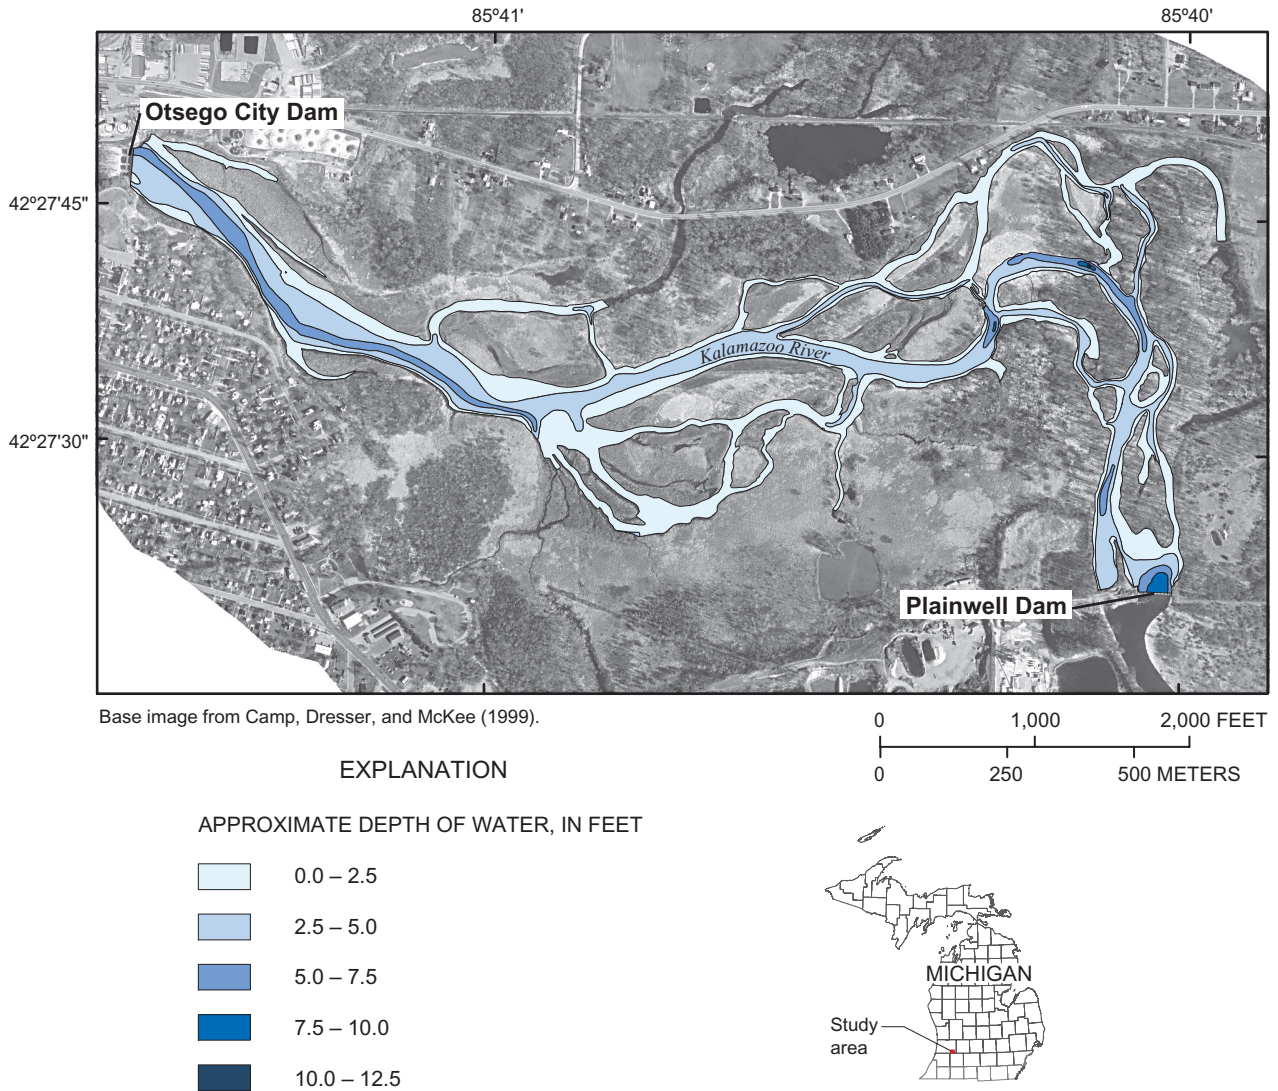 85º41'
85º40'
Otsego City Dam
42º27'45"
Kalamazoo River
42º27'30"
Plainwell Dam
Base image from Camp, Dresser, and McKee (1999).
0 1,000 2,000 FEET
0 250 500 METERS
EXPLANATION
APPROXIMATE DEPTH OF WATER, IN FEET
0.0 – 2.5
2.5 – 5.0
5.0 – 7.5
7.5 – 10.0
10.0 – 12.5
MICHIGAN
Study
area